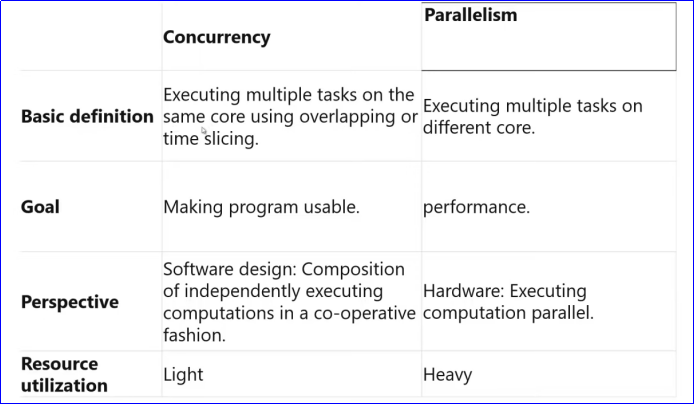 Concurrency
Parallelism
Basic definition
Executing multiple tasks on the
same core using overlapping or
time slicing.
Executing multiple tasks on
different core.
Goal
Making program usable.
performance.
Perspective
Software design: Composition
of independently executing
computations in a co-operative
fashion.
Hardware: Executing
computation parallel.
Resource
utilization
Light
Heavy